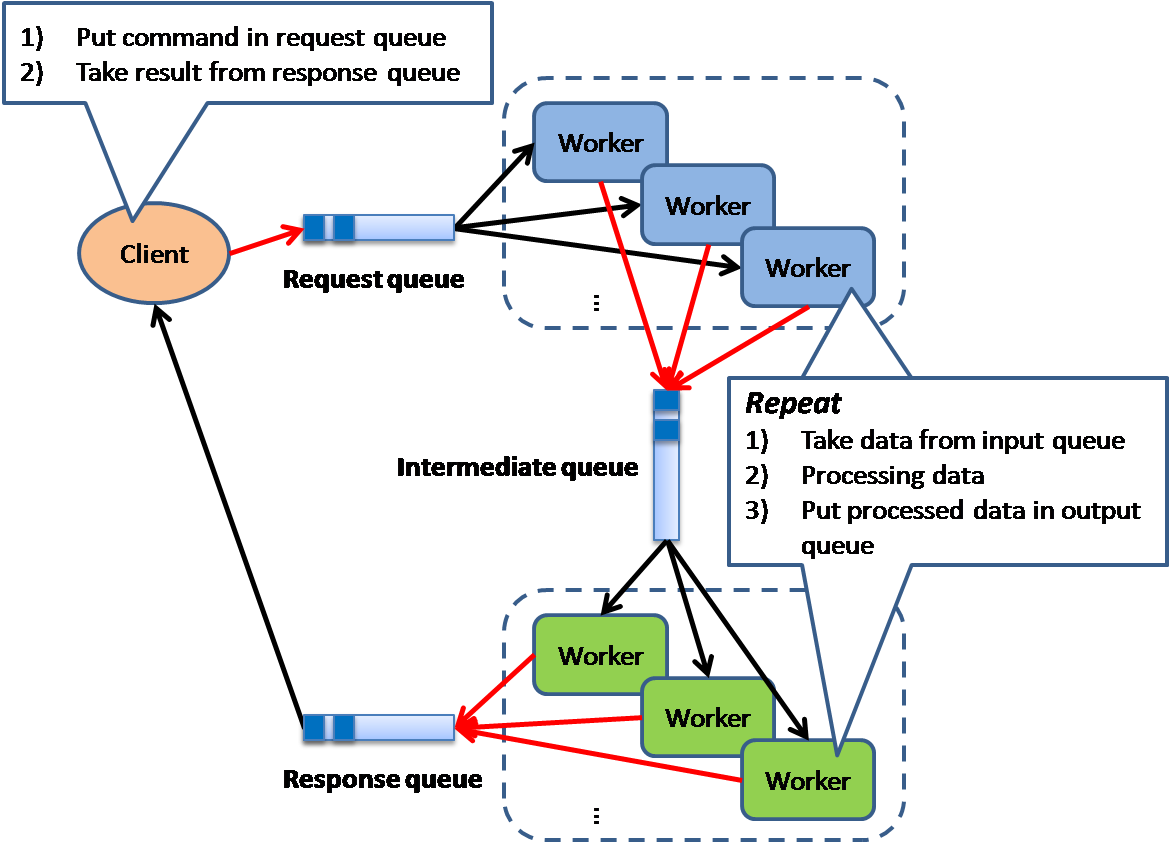 1) Put command in request queue
2) Take result from response queue
Worker
Worker
Client
Worker
Request queue
...
Repeat
1) Take data from input queue
Intermediate queue
2) Processing data
3) Put processed data in output
queue
Worker
Worker
Worker
Response queue
...